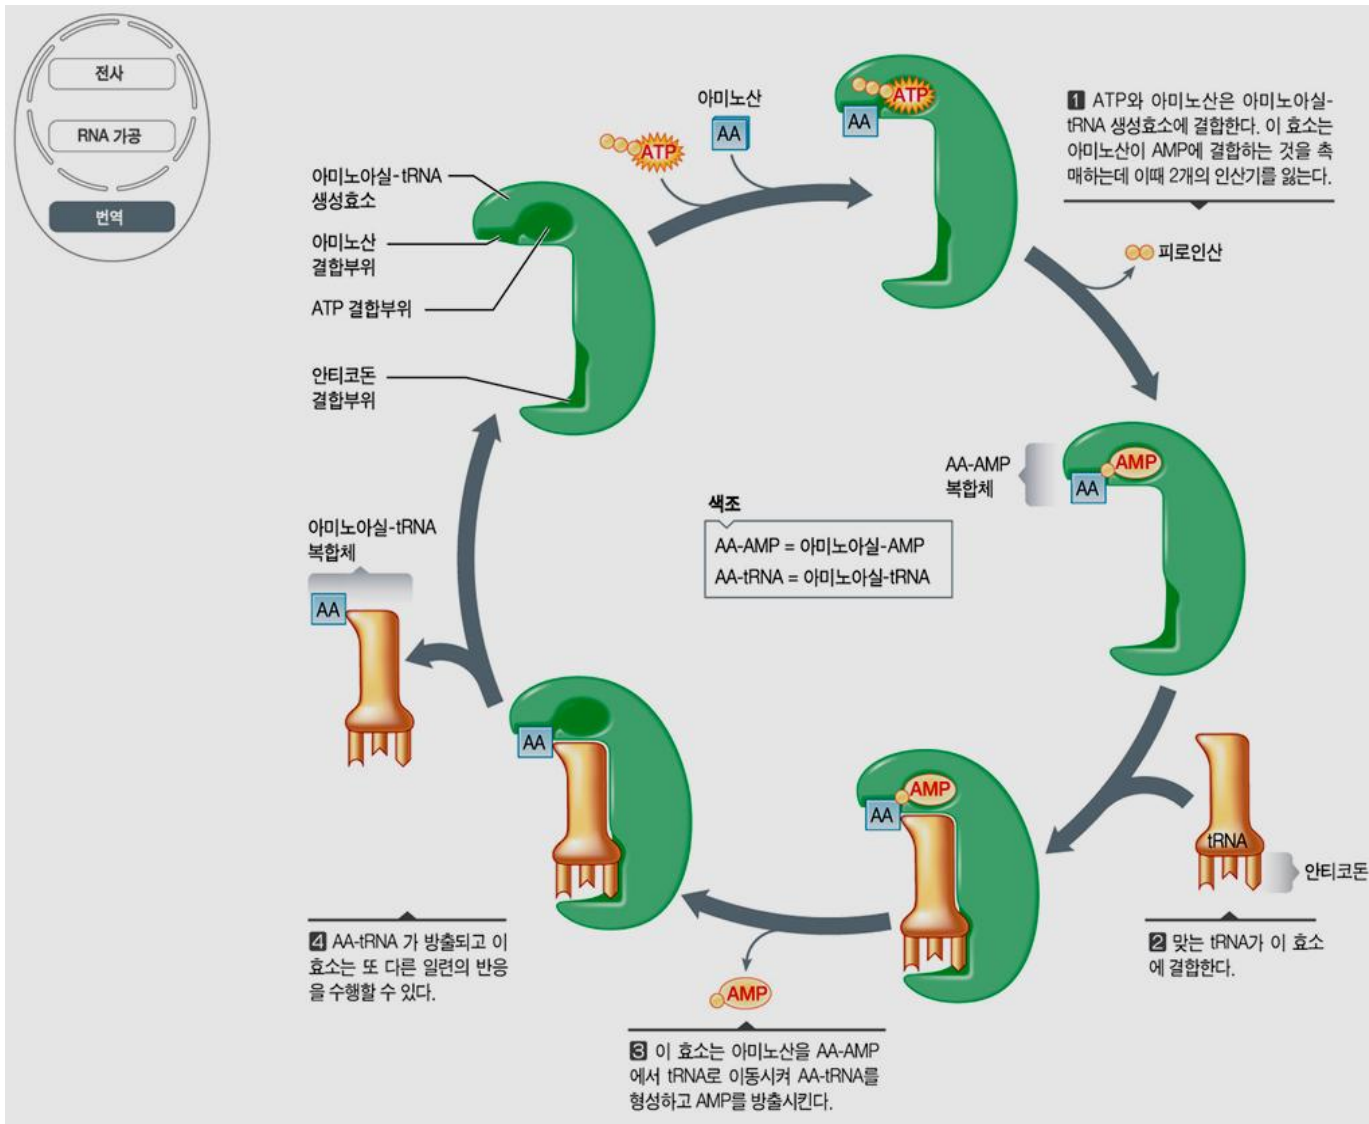 전사
RNA 가공
번역
아미노아실-tRNA
생성효소
아미노산
결합부위
ATP 결합부위
안티코돈
결합부위
ATP
아미노산
AA
ATP
AA
1 ATP와 아미노산은 아미노아실-
tRNA 생성효소에 결합한다. 이 효소는
아미노산이 AMP에 결합하는 것을 촉
매하는데 이때 2개의 인산기를 잃는다.
피로인산
AA-AMP
복합체
AMP
AA
색조
AA-AMP = 아미노아실-AMP
AA-tRNA = 아미노아실-tRNA
tRNA
안티코돈
2 맞는 tRNA가 이 효소
에 결합한다.
AMP
AA
AMP
3 이 효소는 아미노산을 AA-AMP
에서 tRNA로 이동시켜 AA-tRNA를
형성하고 AMP를 방출시킨다.
AA
아미노아실-tRNA
복합체
AA
4 AA-tRNA 가 방출되고 이
효소는 또 다른 일련의 반응
을 수행할 수 있다.